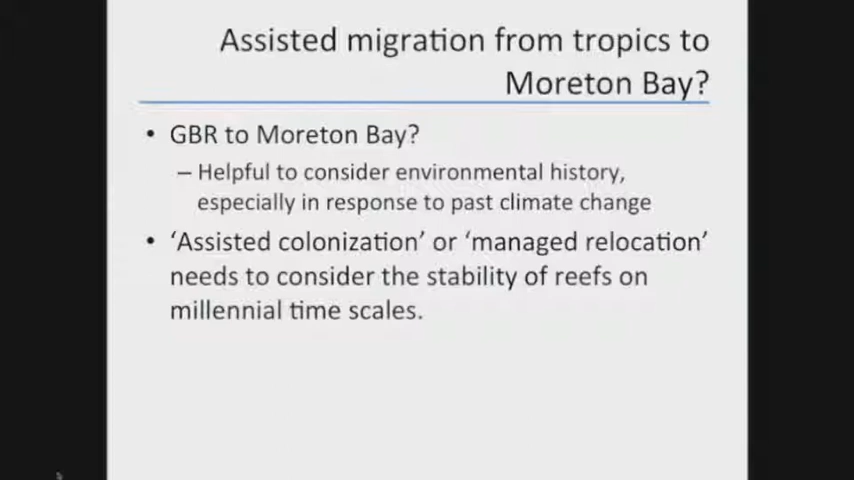 Assisted migration from tropics to
Moreton Bay?
• GBR to Moreton Bay?
– Helpful to consider environmental history,
especially in response to past climate change
• ‘Assisted colonization’ or ‘managed relocation’
needs to consider the stability of reefs on
millennial time scales.